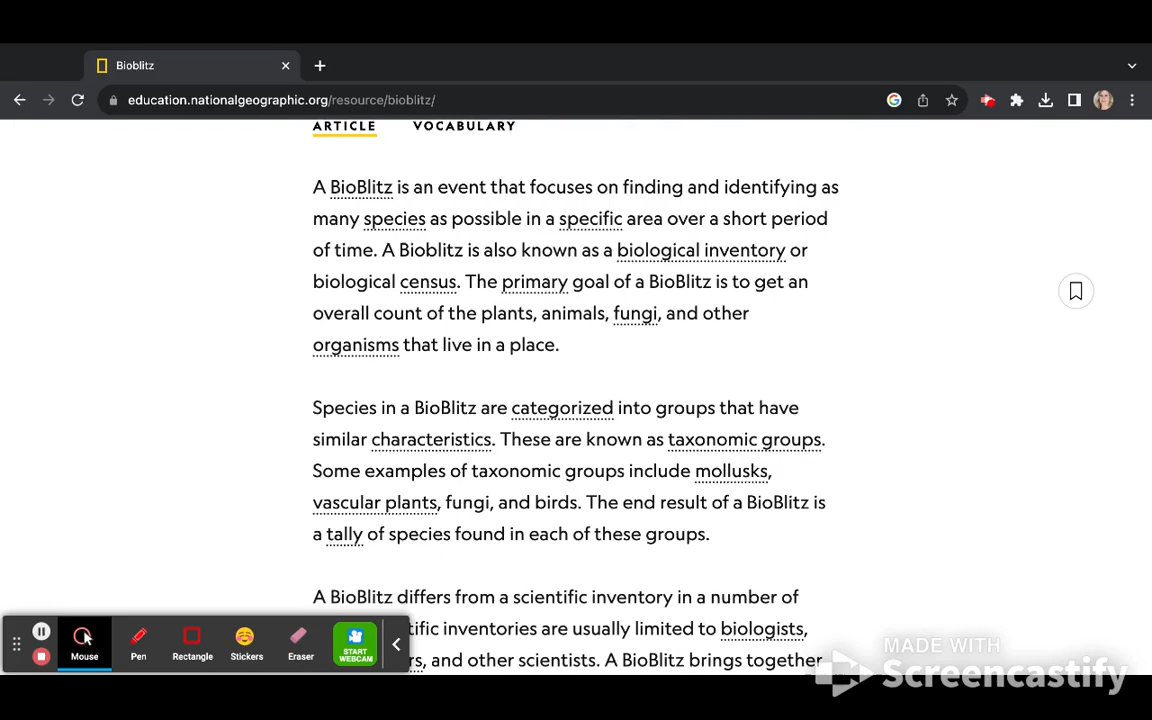 Bioblitz
education.nationalgeographic.org/resource/bioblitz/
ARTICLE VOCABULARY
A BioBlitz is an event that focuses on finding and identifying as
many species as possible in a specific area over a short period
of time. A Bioblitz is also known as a biological inventory or
biological census. The primary goal of a BioBlitz is to get an
overall count of the plants, animals, fungi, and other
organisms that live in a place.
Species in a BioBlitz are categorized into groups that have
similar characteristics. These are known as taxonomic groups.
Some examples of taxonomic groups include mollusks,
vascular plants, fungi, and birds. The end result of a BioBlitz is
a tally of species found in each of these groups.
A BioBlitz differs from a scientific inventory in a number of
inventories are usually limited to biologists,
and other scientists. A BioBlitz brings together
Mouse Pen Rectangle Stickers Eraser START WEBCAM
MADE WITH
Screencastify